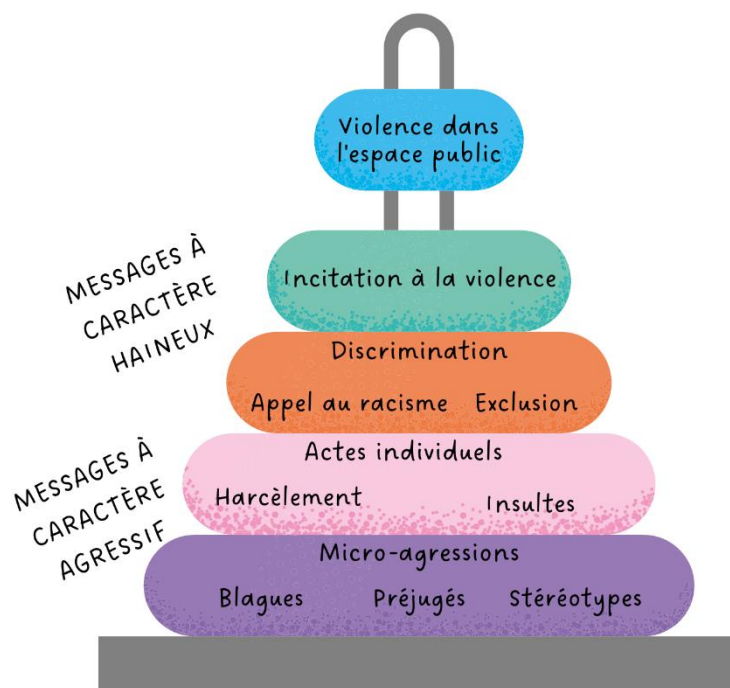 Violence dans
l'espace public
MESSAGES À
CARACTÈRE
HAINEUX
Incitation à la violence
Discrimination
Appel au racisme Exclusion
MESSAGES À
CARACTÈRE
AGRESSIF
Actes individuels
Harcèlement Insultes
Micro-agressions
Blagues Préjugés Stéréotypes